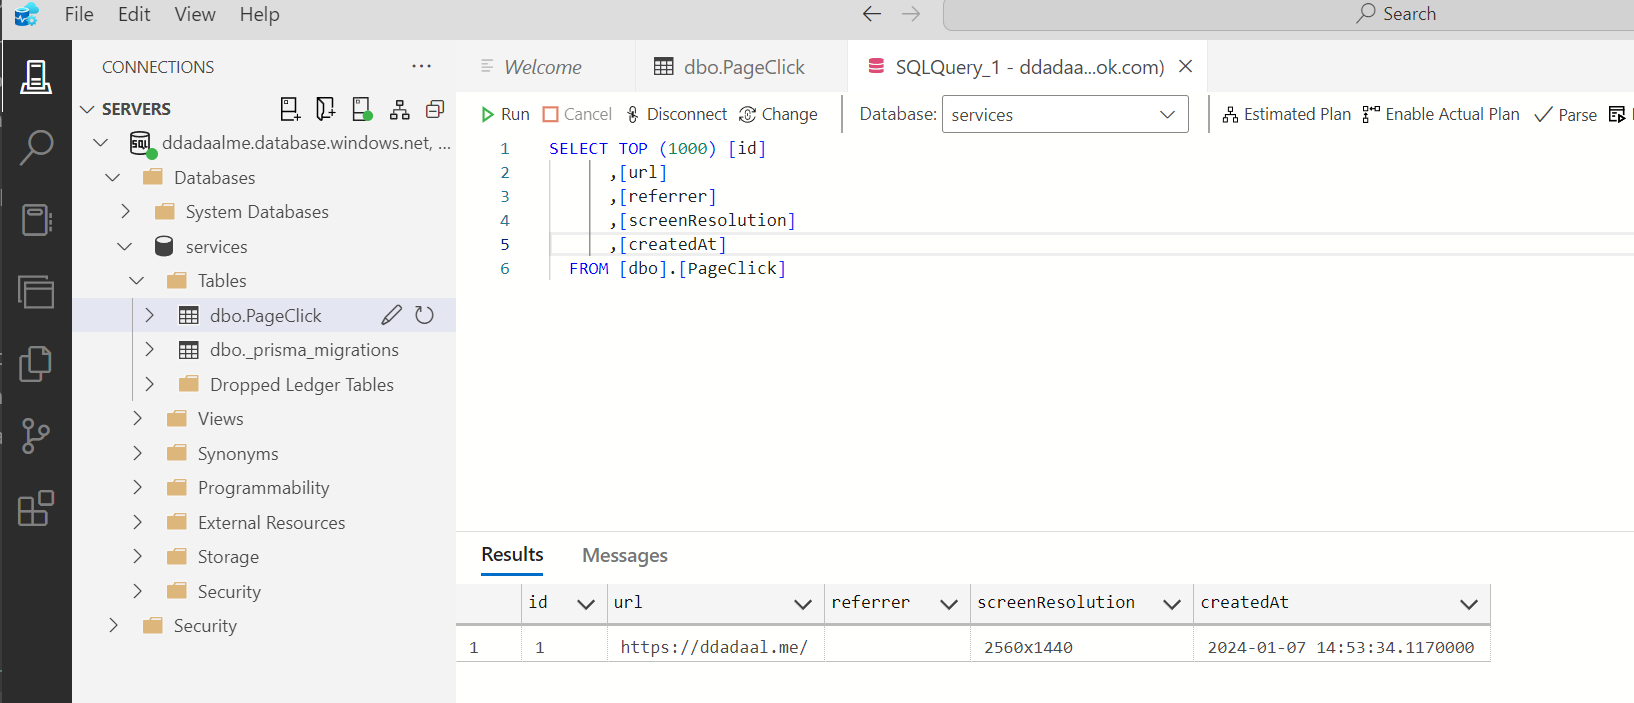 File Edit View Help
Search
CONNECTIONS
SERVERS
ddadaalme.database.windows.net, ...
Databases
System Databases
services
Tables
dbo.PageClick
dbo._prisma_migrations
Dropped Ledger Tables
Views
Synonyms
Programmability
External Resources
Storage
Security
Security
Welcome dbo.PageClick SQLQuery_1 - ddadaa...ok.com)
Run Cancel Disconnect Change Database: services Estimated Plan Enable Actual Plan Parse
1 SELECT TOP (1000) [id]
2 ,[url]
3 ,[referrer]
4 ,[screenResolution]
5 ,[createdAt]
6 FROM [dbo].[PageClick]
Results Messages
id url referrer screenResolution createdAt
1 1 https://ddadaal.me/ 2560x1440 2024-01-07 14:53:34.1170000